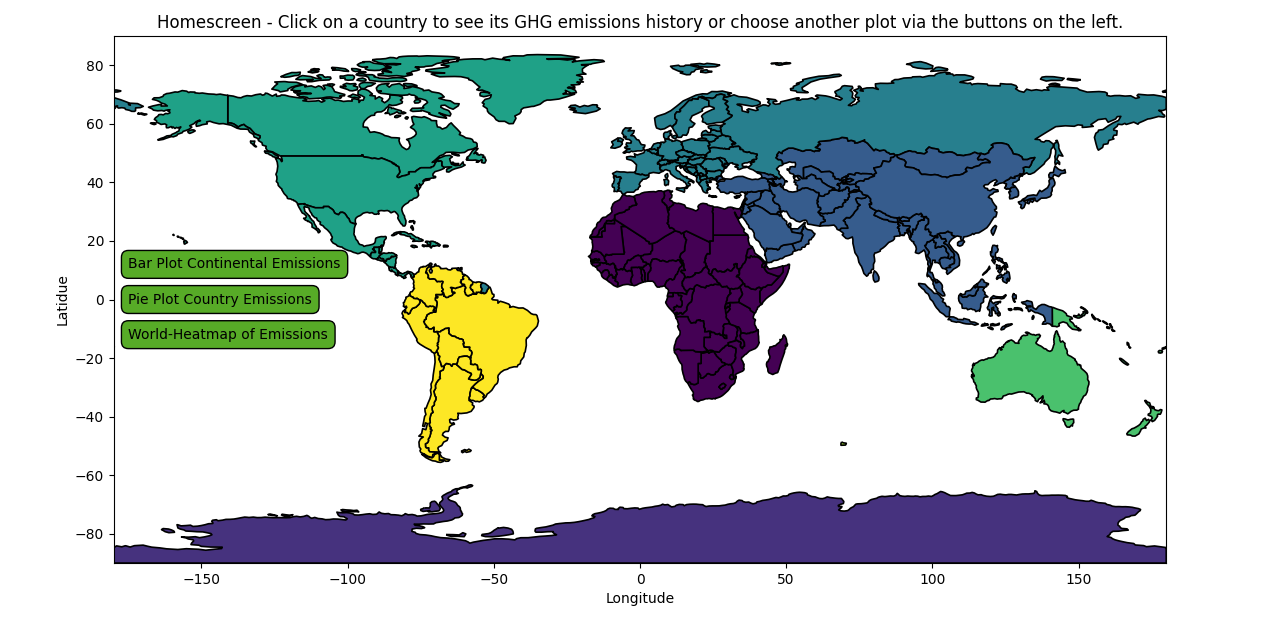 Homescreen - Click on a country to see its GHG emissions history or choose another plot via the buttons on the left.
80
60
40
20
0
−20
−40
−60
−80
Latidue
Bar Plot Continental Emissions
Pie Plot Country Emissions
World-Heatmap of Emissions
−150
−100
−50
0
50
100
150
Longitude